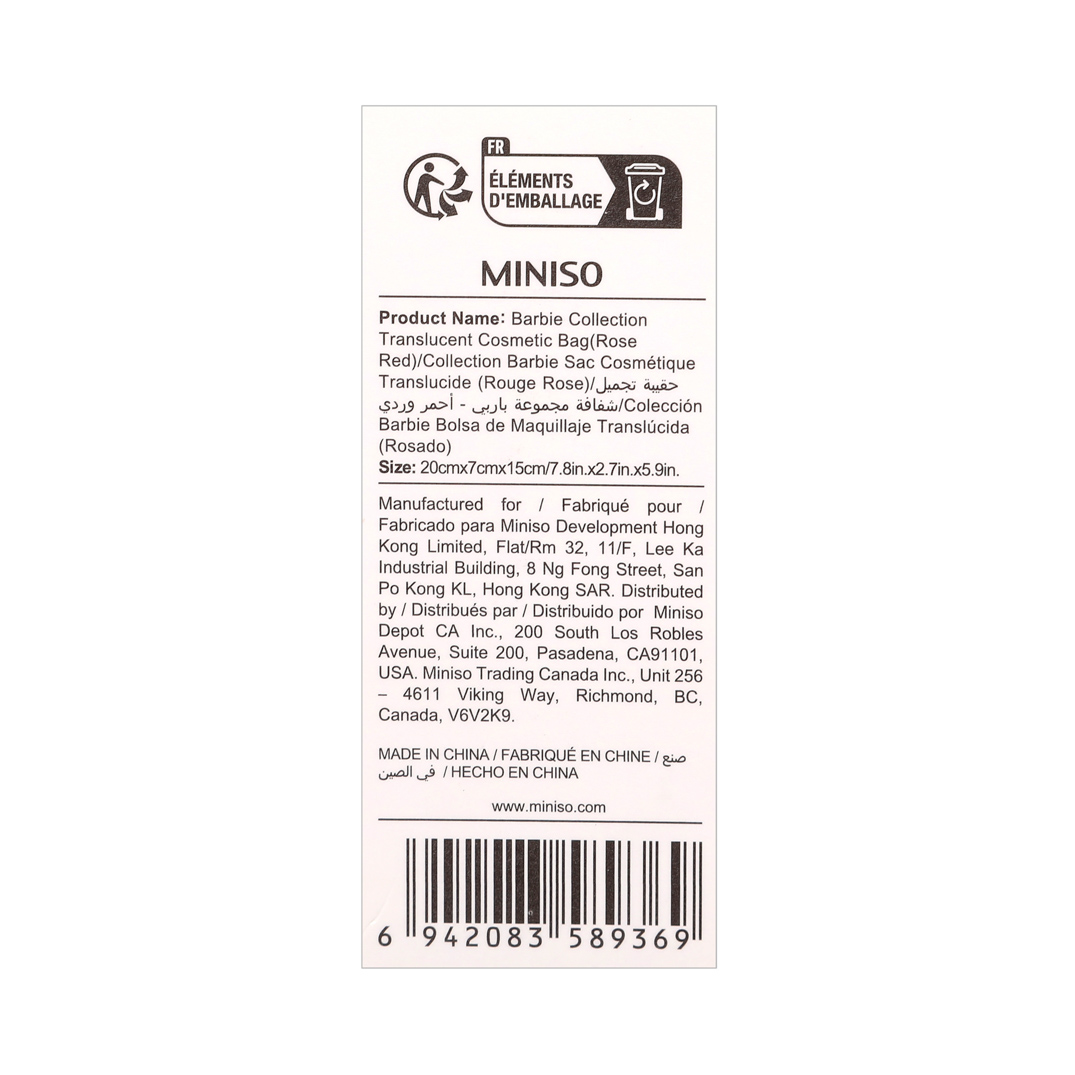 FR
ÉLÉMENTS
D'EMBALLAGE
MINISO
Product Name: Barbie Collection
Translucent Cosmetic Bag(Rose
Red)/Collection Barbie Sac Cosmétique
Translucide (Rouge Rose)/حقيبة تجميل
شفافة مجموعة باربي - أحمر وردي/Colección
Barbie Bolsa de Maquillaje Translúcida
(Rosado)
Size: 20cmx7cmx15cm/7.8in.x2.7in.x5.9in.
Manufactured for / Fabriqué pour /
Fabricado para Miniso Development Hong
Kong Limited, Flat/Rm 32, 11/F, Lee Ka
Industrial Building, 8 Ng Fong Street, San
Po Kong KL, Hong Kong SAR. Distributed
by / Distribués par / Distribuido por Miniso
Depot CA Inc., 200 South Los Robles
Avenue, Suite 200, Pasadena, CA91101,
USA. Miniso Trading Canada Inc., Unit 256
– 4611 Viking Way, Richmond, BC,
Canada, V6V2K9.
MADE IN CHINA / FABRIQUÉ EN CHINE / صنع
في الصين / HECHO EN CHINA
www.miniso.com
6 942083 589369